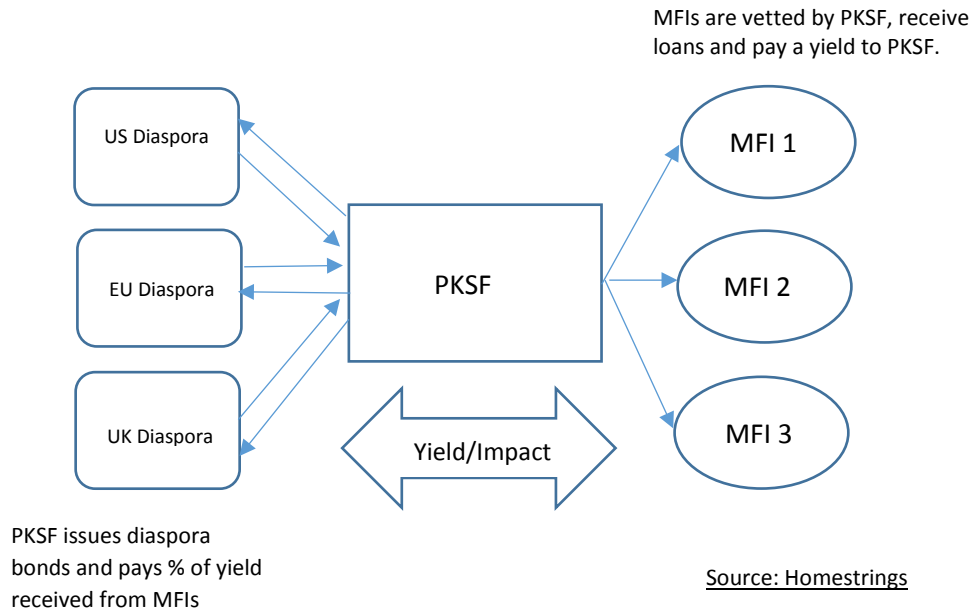 MFIs are vetted by PKSF, receive
loans and pay a yield to PKSF.
US Diaspora
MFI 1
EU Diaspora
PKSF
MFI 2
UK Diaspora
Yield/Impact
MFI 3
PKSF issues diaspora
bonds and pays % of yield
received from MFIs
Source: Homestrings